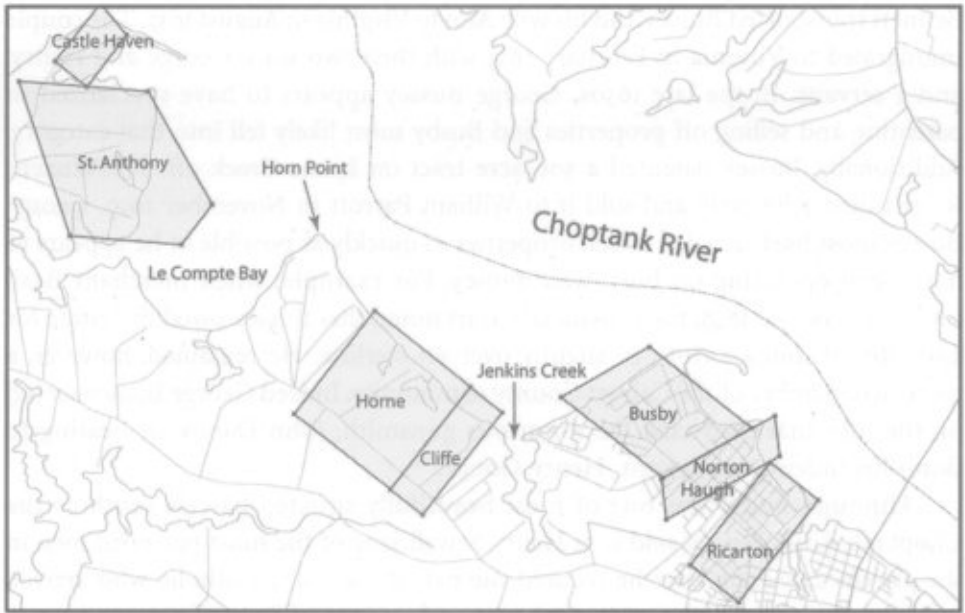 Castle Haven
St. Anthony
Horn Point
Choptank River
Le Compte Bay
Jenkins Creek
Horne
Busby
Cliffe
Norton
Haugh
Ricarton